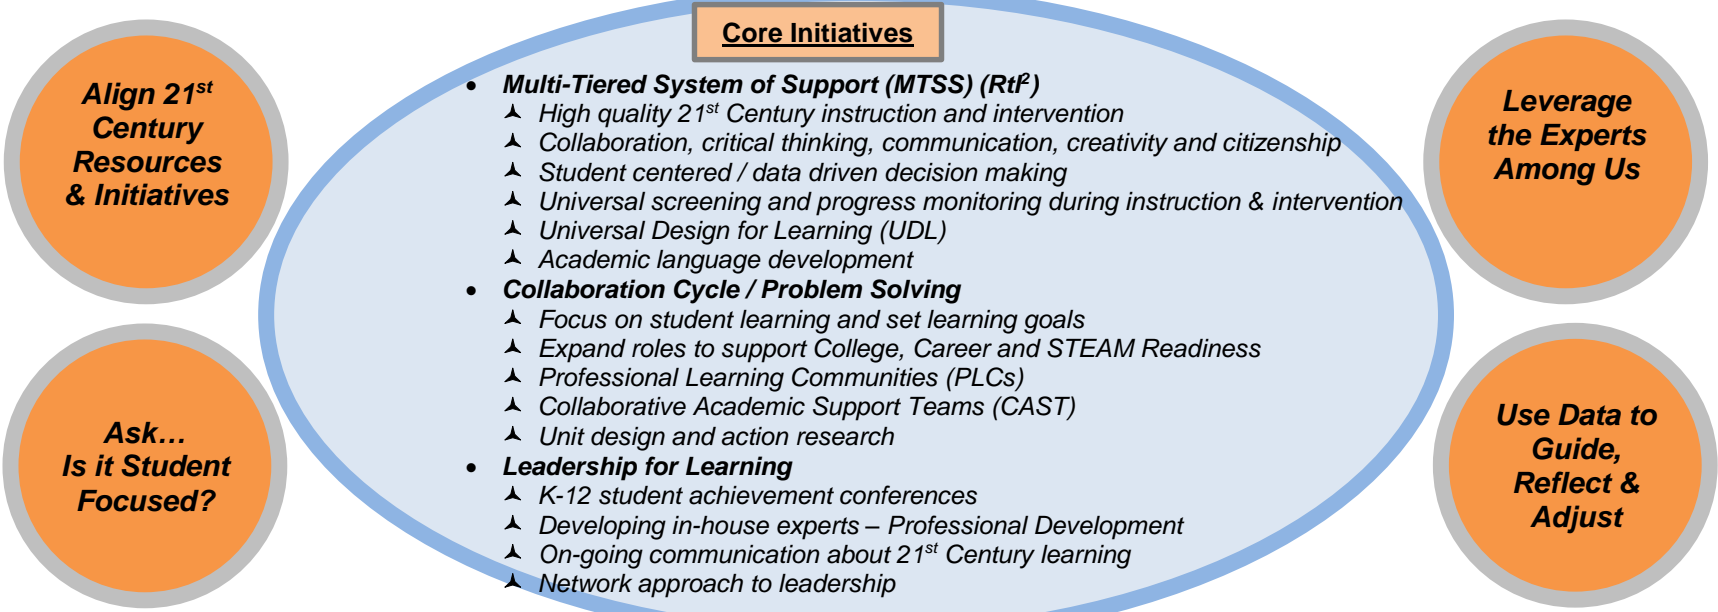 Core Initiatives
Align 21st
Century
Resources
& Initiatives
Ask…
Is it Student
Focused?
• Multi-Tiered System of Support (MTSS) (RtI²)
High quality 21st Century instruction and intervention
Collaboration, critical thinking, communication, creativity and citizenship
Student centered / data driven decision making
Universal screening and progress monitoring during instruction & intervention
Universal Design for Learning (UDL)
Academic language development
• Collaboration Cycle / Problem Solving
Focus on student learning and set learning goals
Expand roles to support College, Career and STEAM Readiness
Professional Learning Communities (PLCs)
Collaborative Academic Support Teams (CAST)
Unit design and action research
• Leadership for Learning
K-12 student achievement conferences
Developing in-house experts – Professional Development
On-going communication about 21st Century learning
Network approach to leadership
Leverage
the Experts
Among Us
Use Data to
Guide,
Reflect &
Adjust